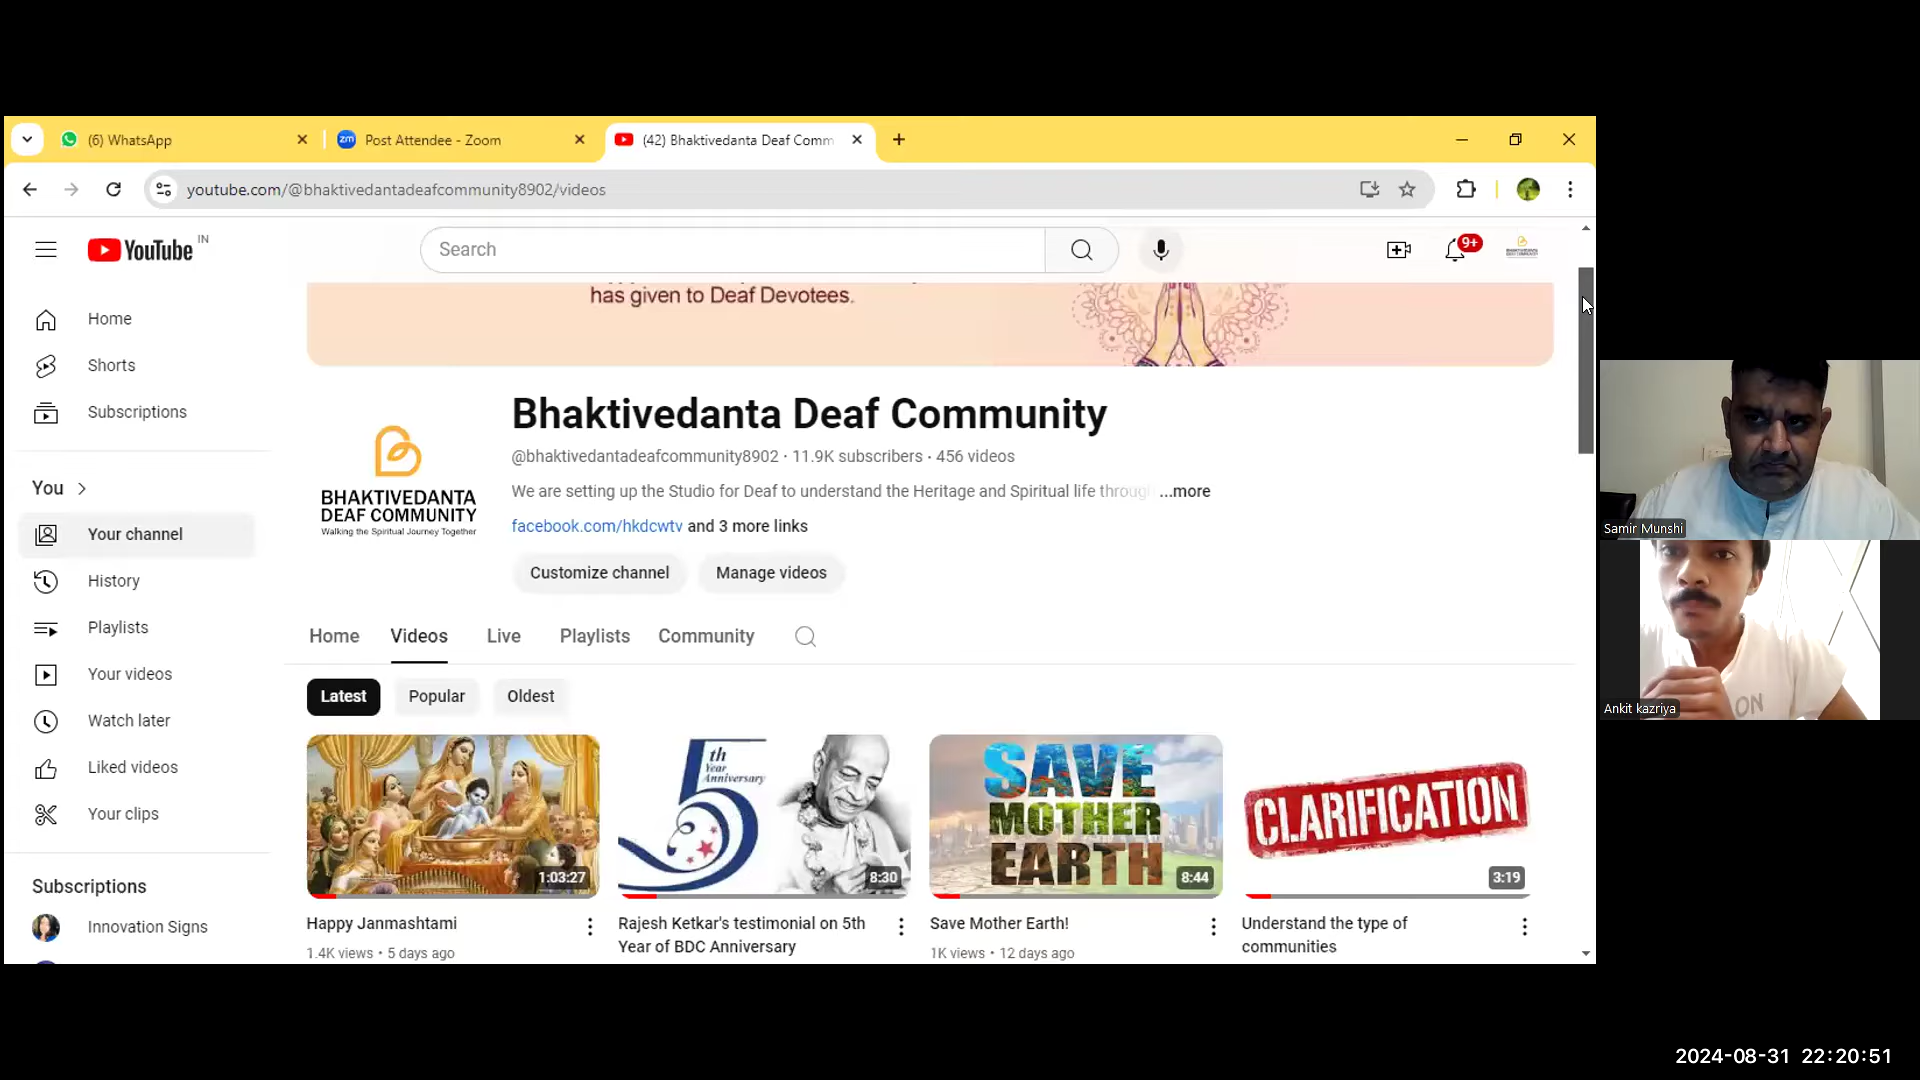 (6) WhatsApp
zm Post Attendee - Zoom
(42) Bhaktivedanta Deaf Comm
youtube.com/@bhaktivedantadeafcommunity8902/videos
YouTube IN
Search
9+
has given to Deaf Devotees.
Home
Shorts
Subscriptions
You
Your channel
History
Playlists
Your videos
Watch later
Liked videos
Your clips
Subscriptions
Innovation Signs
BHAKTIVEDANTA
DEAF COMMUNITY
Walking the Spiritual Journey Together
Bhaktivedanta Deaf Community
@bhaktivedantadeafcommunity8902 • 11.9K subscribers • 456 videos
We are setting up the Studio for Deaf to understand the Heritage and Spiritual life through ...more
facebook.com/hkdcwtv and 3 more links
Customize channel
Manage videos
Home
Videos
Live
Playlists
Community
Latest
Popular
Oldest
1:03:27
Happy Janmashtami
1.4K views • 5 days ago
5th
Year
Anniversary
8:30
Rajesh Ketkar's testimonial on 5th
Year of BDC Anniversary
SAVE
MOTHER
EARTH
8:44
Save Mother Earth!
1K views • 12 days ago
CLARIFICATION
3:19
Understand the type of
communities
Samir Munshi
ON
Ankit kazriya
2024-08-31 22:20:51